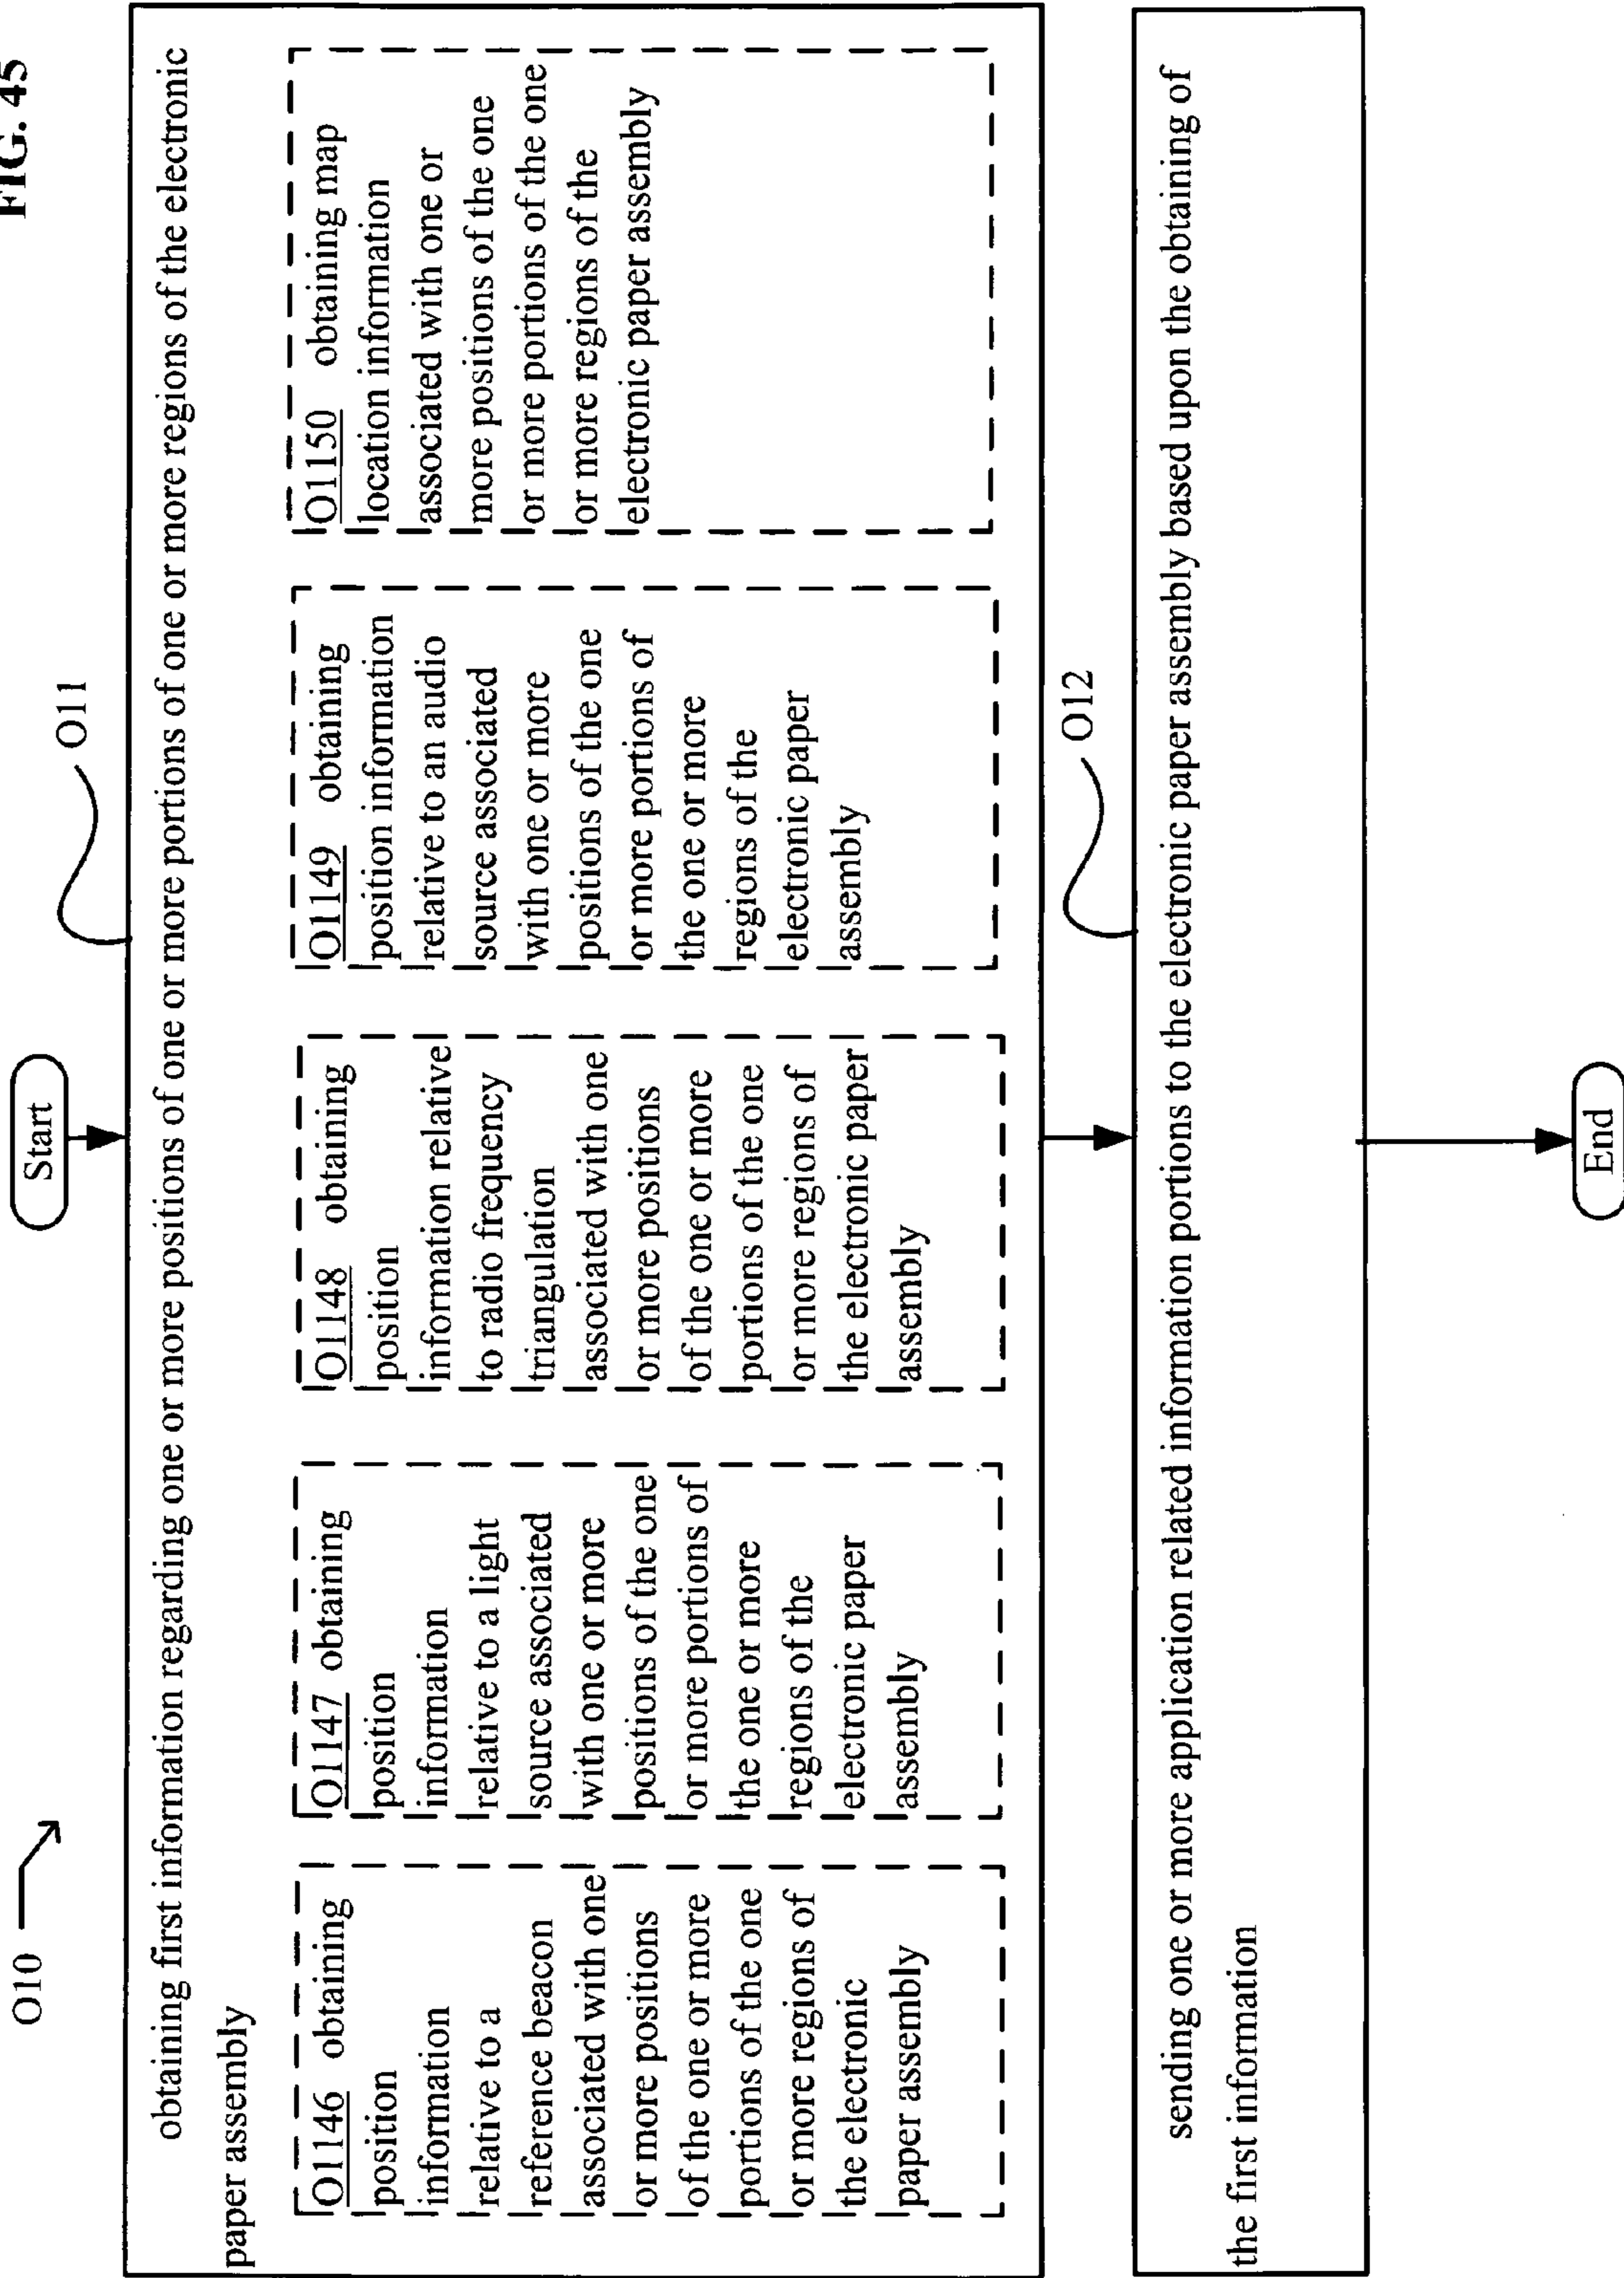 FIG. 45
O10
Start
O11
obtaining first information regarding one or more positions of one or more portions of one or more regions of the electronic
paper assembly
O1146 obtaining
position
information
relative to a
reference beacon
associated with one
or more positions
of the one or more
portions of the one
or more regions of
the electronic
paper assembly
O1147 obtaining
position
information
relative to a light
source associated
with one or more
positions of the one
or more portions of
the one or more
regions of the
electronic paper
assembly
O1148 obtaining
position
information relative
to radio frequency
triangulation
associated with one
or more positions
of the one or more
portions of the one
or more regions of
the electronic paper
assembly
O1149 obtaining
position information
relative to an audio
source associated
with one or more
positions of the one
or more portions of
the one or more
regions of the
electronic paper
assembly
O1150 obtaining map
location information
associated with one or
more positions of the one
or more portions of the one
or more regions of the
electronic paper assembly
O12
sending one or more application related information portions to the electronic paper assembly based upon the obtaining of
the first information
End